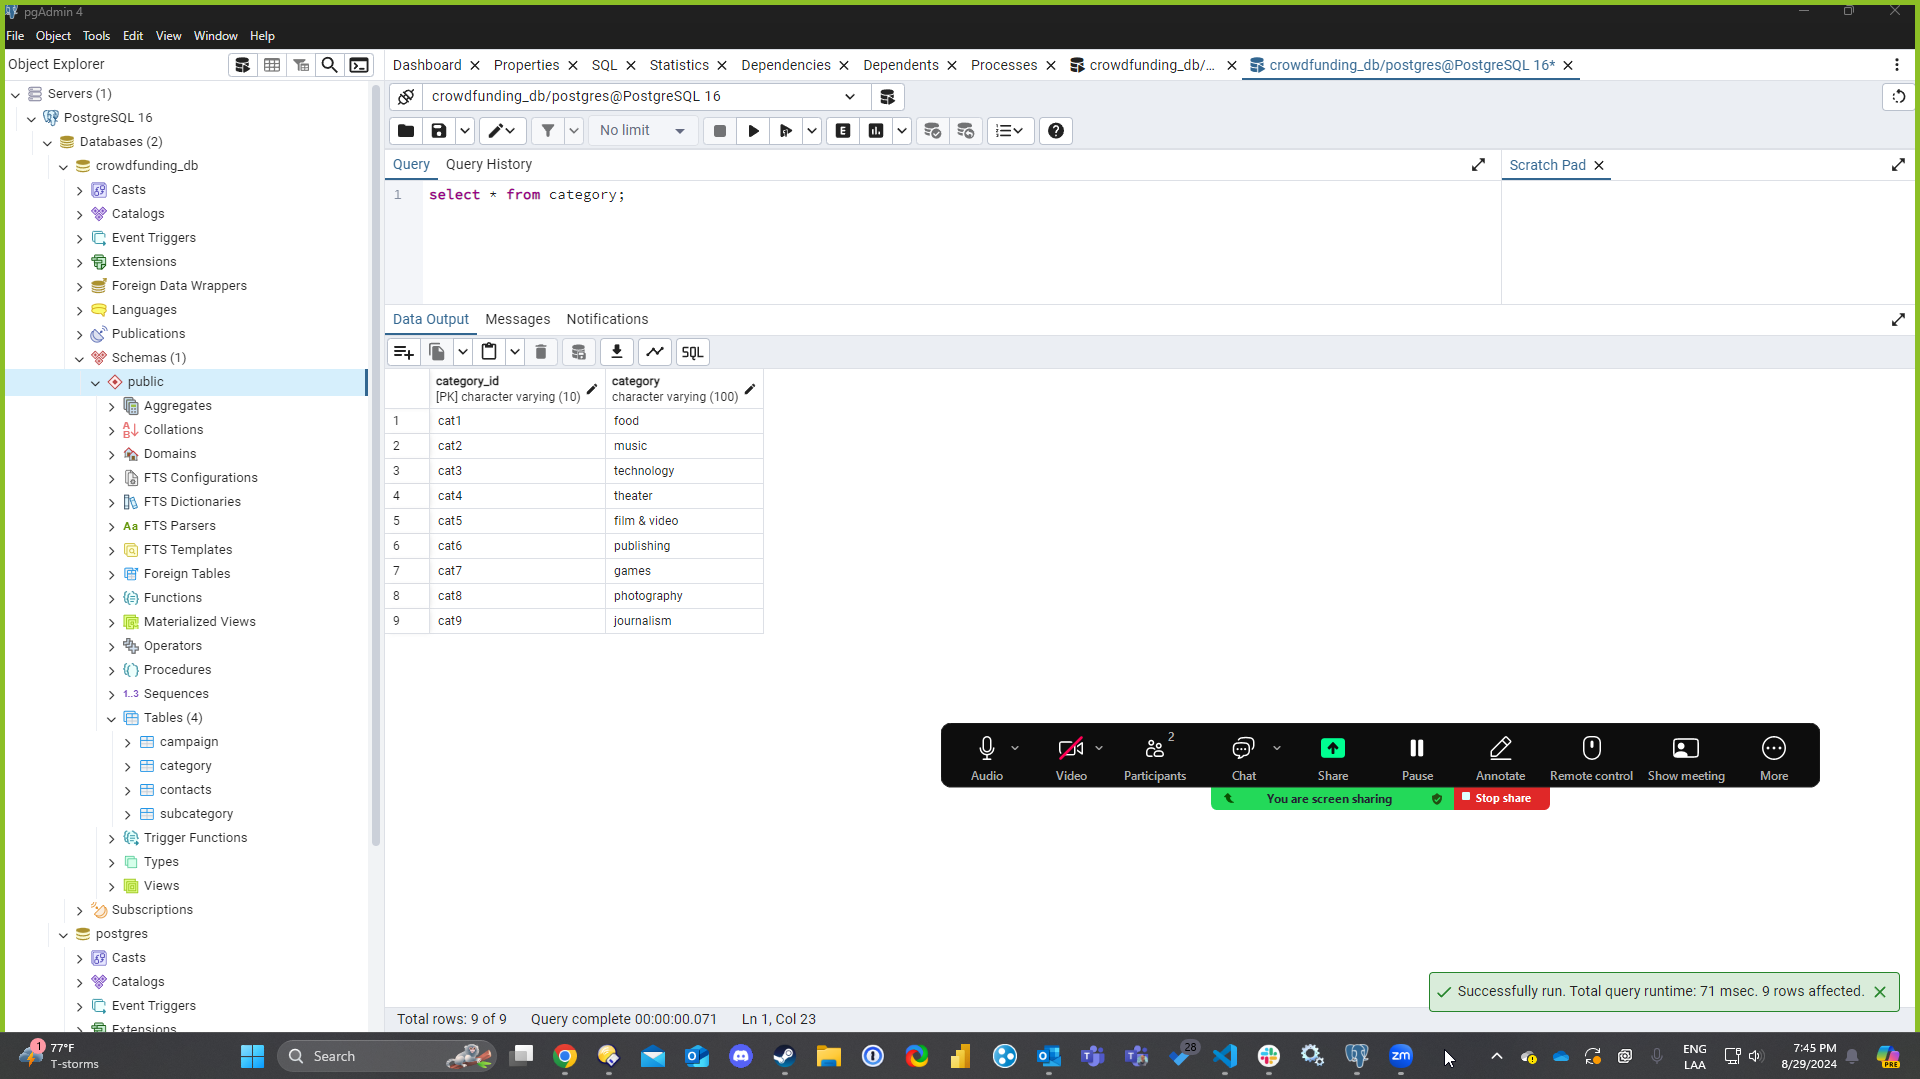 pgAdmin 4
File Object Tools Edit View Window Help
Object Explorer
Dashboard Properties SQL Statistics Dependencies Dependents Processes crowdfunding_db/... crowdfunding_db/postgres@PostgreSQL 16*
crowdfunding_db/postgres@PostgreSQL 16
No limit
E
Query Query History
Scratch Pad
1 select * from category;
Servers (1)
PostgreSQL 16
Databases (2)
crowdfunding_db
Casts
Catalogs
Event Triggers
Extensions
Foreign Data Wrappers
Languages
Publications
Schemas (1)
public
Aggregates
Collations
Domains
FTS Configurations
FTS Dictionaries
Aa FTS Parsers
FTS Templates
Foreign Tables
Functions
Materialized Views
Operators
Procedures
1..3 Sequences
Tables (4)
campaign
category
contacts
subcategory
Trigger Functions
Types
Views
Subscriptions
postgres
Casts
Catalogs
Event Triggers
Extensions
Data Output Messages Notifications
SQL
category_id category
[PK] character varying (10) character varying (100)
1 cat1 food
2 cat2 music
3 cat3 technology
4 cat4 theater
5 cat5 film & video
6 cat6 publishing
7 cat7 games
8 cat8 photography
9 cat9 journalism
2
Audio Video Participants Chat Share Pause Annotate Remote control Show meeting More
You are screen sharing Stop share
Successfully run. Total query runtime: 71 msec. 9 rows affected.
Total rows: 9 of 9 Query complete 00:00:00.071 Ln 1, Col 23
1
77°F
T-storms
Search
28
zm
ENG
LAA
7:45 PM
8/29/2024
PRE